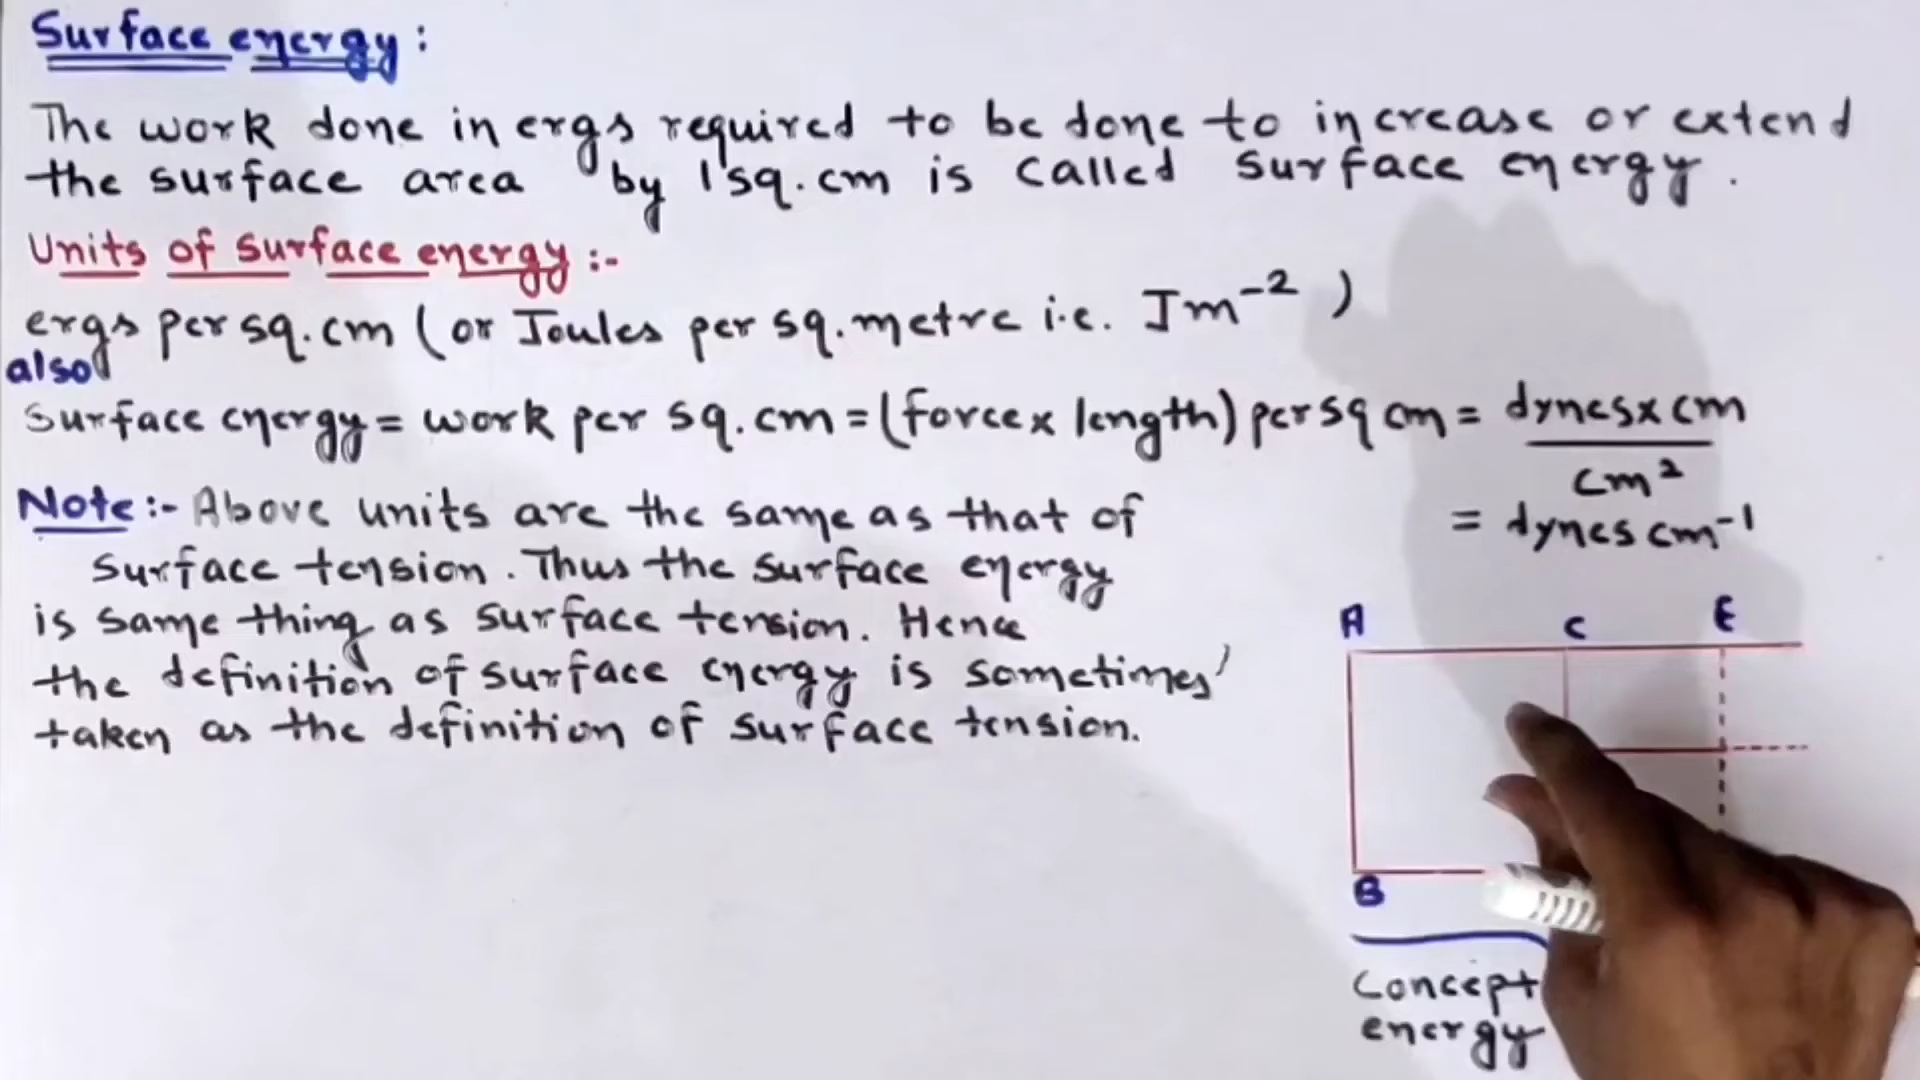 Surface energy:
The work done in ergs required to be done to increase or extend
the surface area by 1 sq.cm is called surface energy.
Units of surface energy :-
ergs per sq.cm (or Joules per sq.metre i.e. Jm⁻² )
also
Surface energy = work per sq.cm = (force x length) per sq cm = dynes x cm
cm²
= dynes cm⁻¹
Note :- Above units are the same as that of
surface tension. Thus the surface energy
is same thing as surface tension. Hence
the definition of surface energy is sometimes
taken as the definition of surface tension.
A C E
B
Concept
energy